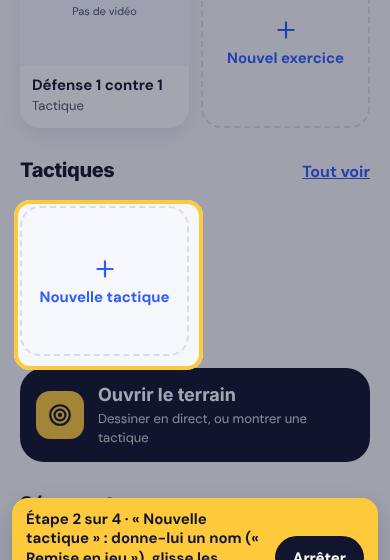 Pas de vidéo
Nouvel exercice
Défense 1 contre 1
Tactique
Tactiques
Tout voir
Nouvelle tactique
Ouvrir le terrain
Dessiner en direct, ou montrer une
tactique
Étape 2 sur 4 · « Nouvelle
tactique » : donne-lui un nom («
Remise en jeu »), glisse les
Arrêter